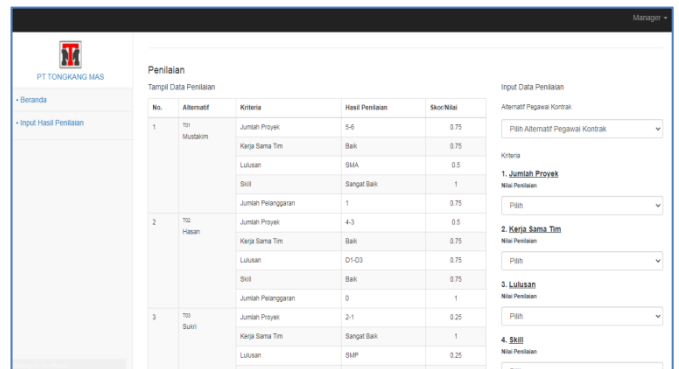 Manager
PT TONGKANG MAS
Beranda
Input Hasil Penilaian
Penilaian
Tampil Data Penilaian
No. Alternatif Kriteria Hasil Penilaian Skor/Nilai
1 T01 Mustakim Jumlah Proyek 5-6 0.75
Kerja Sama Tim Baik 0.75
Lulusan SMA 0.5
Skill Sangat Baik 1
Jumlah Pelanggaran 1 0.75
2 T02 Hasan Jumlah Proyek 4-3 0.5
Kerja Sama Tim Baik 0.75
Lulusan D1-D3 0.75
Skill Baik 0.75
Jumlah Pelanggaran 0 1
3 T03 Sukri Jumlah Proyek 2-1 0.25
Kerja Sama Tim Sangat Baik 1
Lulusan SMP 0.25
Input Data Penilaian
Alternatif Pegawai Kontrak
Pilih Alternatif Pegawai Kontrak
Kriteria
1. Jumlah Proyek
Nilai Penilaian
Pilih
2. Kerja Sama Tim
Nilai Penilaian
Pilih
3. Lulusan
Nilai Penilaian
Pilih
4. Skill
Nilai Penilaian